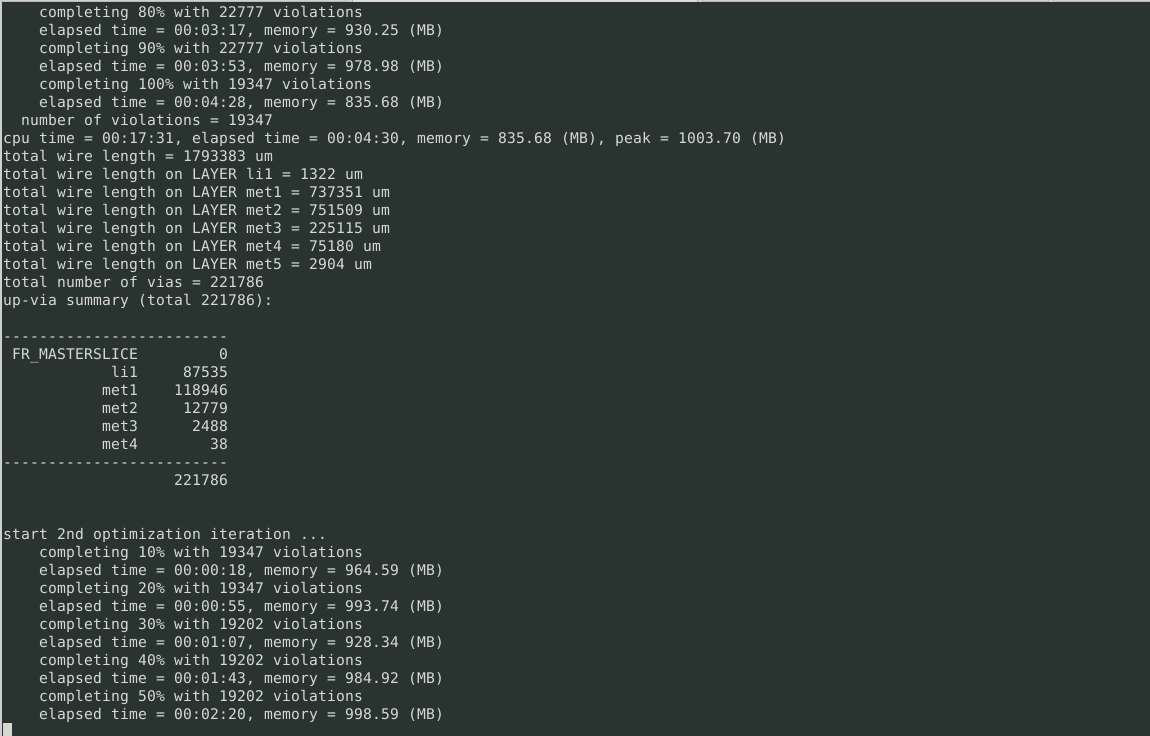 completing 80% with 22777 violations
elapsed time = 00:03:17, memory = 930.25 (MB)
completing 90% with 22777 violations
elapsed time = 00:03:53, memory = 978.98 (MB)
completing 100% with 19347 violations
elapsed time = 00:04:28, memory = 835.68 (MB)
number of violations = 19347
cpu time = 00:17:31, elapsed time = 00:04:30, memory = 835.68 (MB), peak = 1003.70 (MB)
total wire length = 1793383 um
total wire length on LAYER li1 = 1322 um
total wire length on LAYER met1 = 737351 um
total wire length on LAYER met2 = 751509 um
total wire length on LAYER met3 = 225115 um
total wire length on LAYER met4 = 75180 um
total wire length on LAYER met5 = 2904 um
total number of vias = 221786
up-via summary (total 221786):
-------------------------
FR_MASTERSLICE 0
li1 87535
met1 118946
met2 12779
met3 2488
met4 38
-------------------------
221786
start 2nd optimization iteration ...
completing 10% with 19347 violations
elapsed time = 00:00:18, memory = 964.59 (MB)
completing 20% with 19347 violations
elapsed time = 00:00:55, memory = 993.74 (MB)
completing 30% with 19202 violations
elapsed time = 00:01:07, memory = 928.34 (MB)
completing 40% with 19202 violations
elapsed time = 00:01:43, memory = 984.92 (MB)
completing 50% with 19202 violations
elapsed time = 00:02:20, memory = 998.59 (MB)